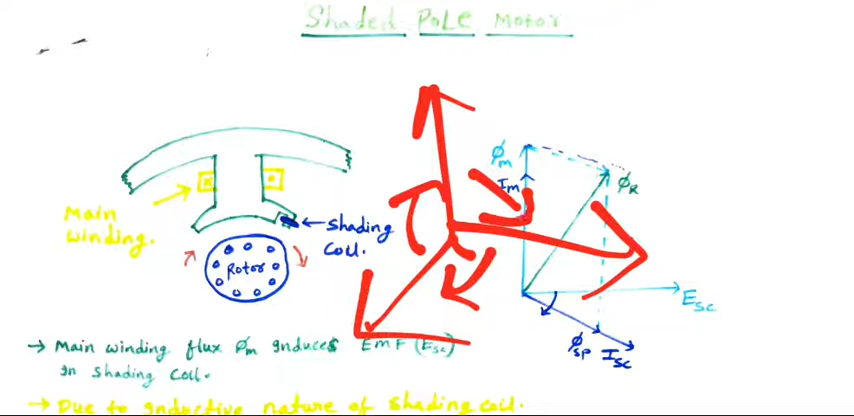 Shaded Pole Motor
Main
winding.
Shading
Coil.
Rotor
ϕm
Im
ϕR
Esc
ϕsp Isc
→ Main winding flux ϕm induces EmF (Esc)
in shading Coil.
→ Due to inductive nature of shading coil.